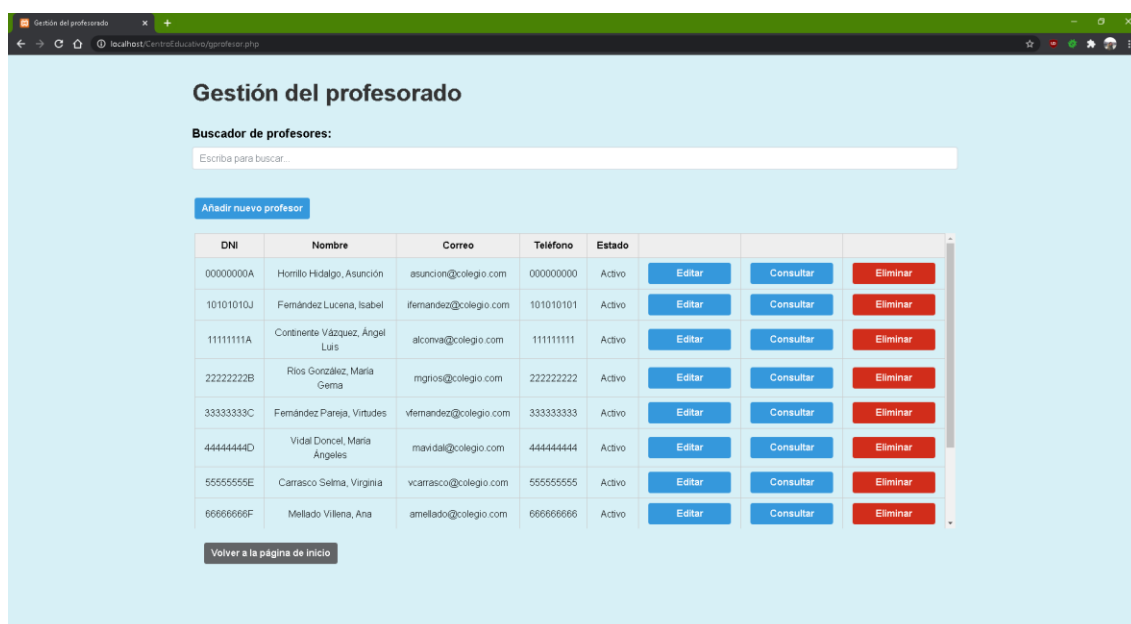 Gestión del profesorado
localhost/CentroEducativo/gprofesor.php
Gestión del profesorado
Buscador de profesores:
Escriba para buscar...
Añadir nuevo profesor
DNI Nombre Correo Teléfono Estado
00000000A Horrillo Hidalgo, Asunción asuncion@colegio.com 000000000 Activo Editar Consultar Eliminar
10101010J Fernández Lucena, Isabel ifernandez@colegio.com 101010101 Activo Editar Consultar Eliminar
11111111A Continente Vázquez, Ángel Luis alconva@colegio.com 111111111 Activo Editar Consultar Eliminar
22222222B Ríos González, María Gema mgrios@colegio.com 222222222 Activo Editar Consultar Eliminar
33333333C Fernández Pareja, Virtudes vfernandez@colegio.com 333333333 Activo Editar Consultar Eliminar
44444444D Vidal Doncel, María Ángeles mavidal@colegio.com 444444444 Activo Editar Consultar Eliminar
55555555E Carrasco Selma, Virginia vcarrasco@colegio.com 555555555 Activo Editar Consultar Eliminar
66666666F Mellado Villena, Ana amellado@colegio.com 666666666 Activo Editar Consultar Eliminar
Volver a la página de inicio